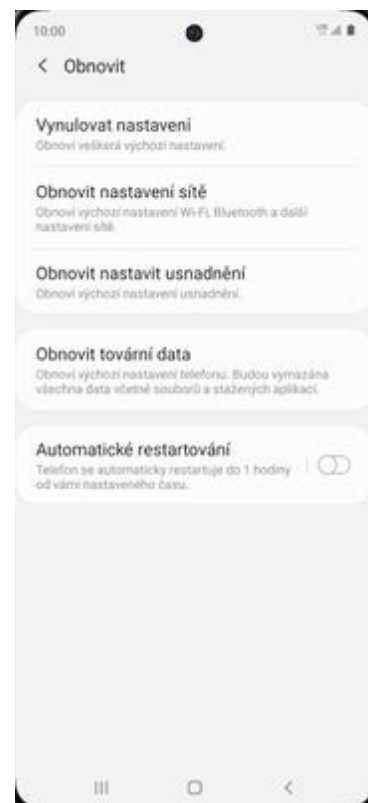 10:00
Obnovit
Vynulovat nastavení
Obnoví veškerá výchozí nastavení.
Obnovit nastavení sítě
Obnoví výchozí nastavení Wi-Fi, Bluetooth a další
nastavení sítě.
Obnovit nastavit usnadnění
Obnoví výchozí nastavení usnadnění.
Obnovit tovární data
Obnoví výchozí nastavení telefonu. Budou vymazána
všechna data včetně souborů a stažených aplikací.
Automatické restartování
Telefon se automaticky restartuje do 1 hodiny
od vámi nastaveného času.